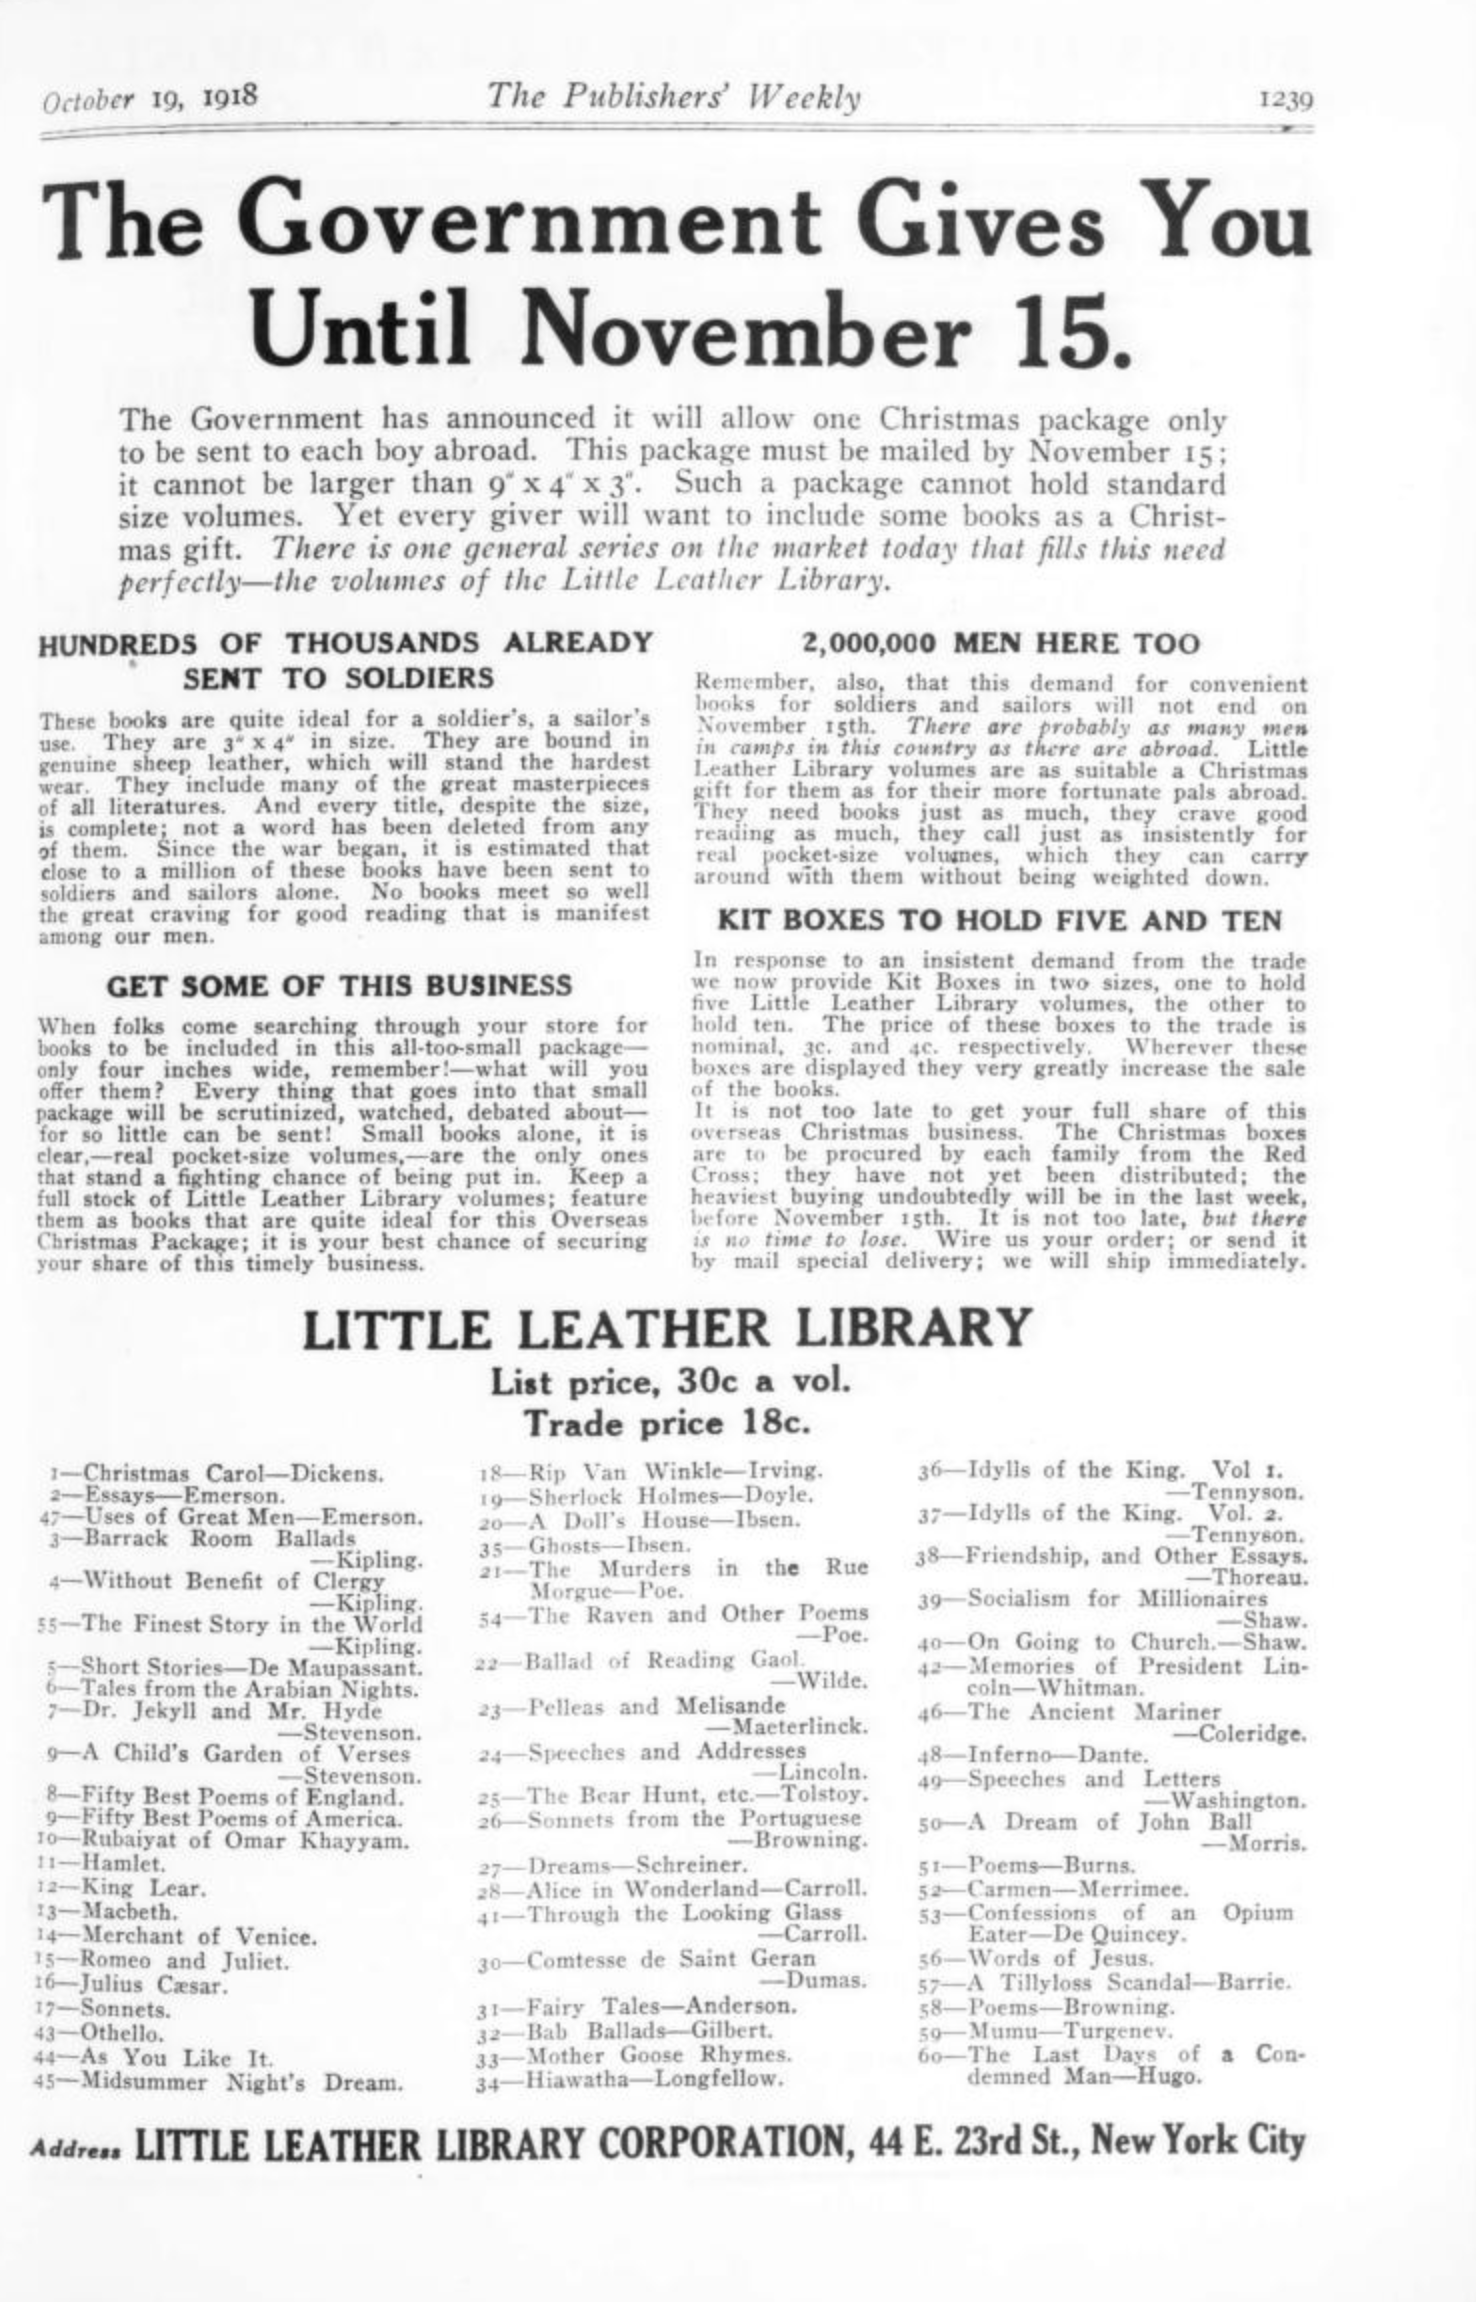 October 19, 1918
The Publishers' Weekly
1239
The Government Gives You
Until November 15.
The Government has announced it will allow one Christmas package only
to be sent to each boy abroad. This package must be mailed by November 15;
it cannot be larger than 9" x 4" x 3". Such a package cannot hold standard
size volumes. Yet every giver will want to include some books as a Christ-
mas gift. There is one general series on the market today that fills this need
perfectly—the volumes of the Little Leather Library.
HUNDREDS OF THOUSANDS ALREADY
SENT TO SOLDIERS
These books are quite ideal for a soldier's, a sailor's
use. They are 3" x 4" in size. They are bound in
genuine sheep leather, which will stand the hardest
wear. They include many of the great masterpieces
of all literatures. And every title, despite the size,
is complete; not a word has been deleted from any
of them. Since the war began, it is estimated that
close to a million of these books have been sent to
soldiers and sailors alone. No books meet so well
the great craving for good reading that is manifest
among our men.
GET SOME OF THIS BUSINESS
When folks come searching through your store for
books to be included in this all-too-small package—
only four inches wide, remember!—what will you
offer them? Every thing that goes into that small
package will be scrutinized, watched, debated about—
for so little can be sent! Small books alone, it is
clear,—real pocket-size volumes,—are the only ones
that stand a fighting chance of being put in. Keep a
full stock of Little Leather Library volumes; feature
them as books that are quite ideal for this Overseas
Christmas Package; it is your best chance of securing
your share of this timely business.
2,000,000 MEN HERE TOO
Remember, also, that this demand for convenient
books for soldiers and sailors will not end on
November 15th. There are probably as many men
in camps in this country as there are abroad. Little
Leather Library volumes are as suitable a Christmas
gift for them as for their more fortunate pals abroad.
They need books just as much, they crave good
reading as much, they call just as insistently for
real pocket-size volumes, which they can carry
around with them without being weighted down.
KIT BOXES TO HOLD FIVE AND TEN
In response to an insistent demand from the trade
we now provide Kit Boxes in two sizes, one to hold
five Little Leather Library volumes, the other to
hold ten. The price of these boxes to the trade is
nominal, 3c. and 4c. respectively. Wherever these
boxes are displayed they very greatly increase the sale
of the books.
It is not too late to get your full share of this
overseas Christmas business. The Christmas boxes
are to be procured by each family from the Red
Cross; they have not yet been distributed; the
heaviest buying undoubtedly will be in the last week,
before November 15th. It is not too late, but there
is no time to lose. Wire us your order; or send it
by mail special delivery; we will ship immediately.
LITTLE LEATHER LIBRARY
List price, 30c a vol.
Trade price 18c.
1—Christmas Carol—Dickens.
2—Essays—Emerson.
47—Uses of Great Men—Emerson.
3—Barrack Room Ballads
—Kipling.
4—Without Benefit of Clergy
—Kipling.
55—The Finest Story in the World
—Kipling.
5—Short Stories—De Maupassant.
6—Tales from the Arabian Nights.
7—Dr. Jekyll and Mr. Hyde
—Stevenson.
9—A Child's Garden of Verses
—Stevenson.
8—Fifty Best Poems of England.
9—Fifty Best Poems of America.
10—Rubaiyat of Omar Khayyam.
11—Hamlet.
12—King Lear.
13—Macbeth.
14—Merchant of Venice.
15—Romeo and Juliet.
16—Julius Cæsar.
17—Sonnets.
43—Othello.
44—As You Like It.
45—Midsummer Night's Dream.
18—Rip Van Winkle—Irving.
19—Sherlock Holmes—Doyle.
20—A Doll's House—Ibsen.
35—Ghosts—Ibsen.
21—The Murders in the Rue
Morgue—Poe.
54—The Raven and Other Poems
—Poe.
22—Ballad of Reading Gaol.
—Wilde.
23—Pelleas and Melisande
—Maeterlinck.
24—Speeches and Addresses
—Lincoln.
25—The Bear Hunt, etc.—Tolstoy.
26—Sonnets from the Portuguese
—Browning.
27—Dreams—Schreiner.
28—Alice in Wonderland—Carroll.
41—Through the Looking Glass
—Carroll.
30—Comtesse de Saint Geran
—Dumas.
31—Fairy Tales—Anderson.
32—Bab Ballads—Gilbert.
33—Mother Goose Rhymes.
34—Hiawatha—Longfellow.
36—Idylls of the King. Vol 1.
—Tennyson.
37—Idylls of the King. Vol. 2.
—Tennyson.
38—Friendship, and Other Essays.
—Thoreau.
39—Socialism for Millionaires
—Shaw.
40—On Going to Church.—Shaw.
42—Memories of President Lin-
coln—Whitman.
46—The Ancient Mariner
—Coleridge.
48—Inferno—Dante.
49—Speeches and Letters
—Washington.
50—A Dream of John Ball
—Morris.
51—Poems—Burns.
52—Carmen—Merrimee.
53—Confessions of an Opium
Eater—De Quincey.
56—Words of Jesus.
57—A Tillyloss Scandal—Barrie.
58—Poems—Browning.
59—Mumu—Turgenev.
60—The Last Days of a Con-
demned Man—Hugo.
Address LITTLE LEATHER LIBRARY CORPORATION, 44 E. 23rd St., New York City